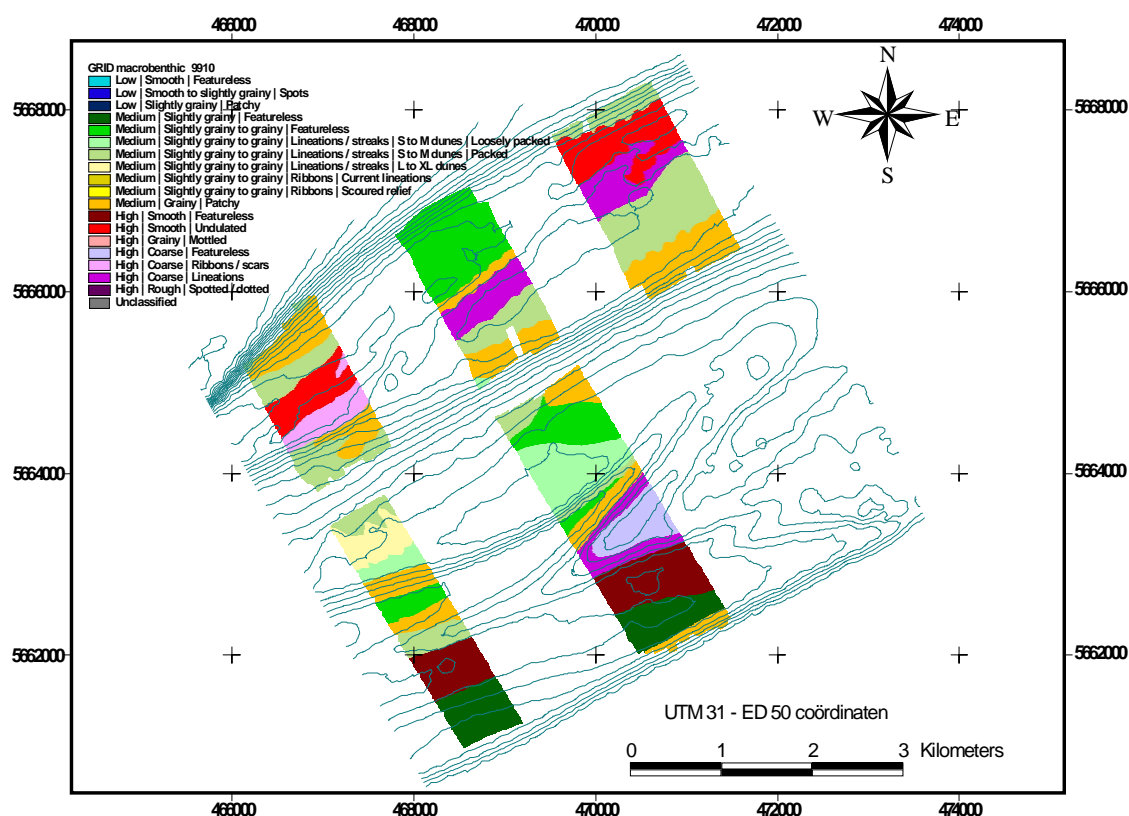 466000 468000 470000 472000 474000
N
W E
S
GRID macrobenthic 9910
Low | Smooth | Featureless
Low | Smooth to slightly grainy | Spots
Low | Slightly grainy | Patchy
Medium | Slightly grainy | Featureless
Medium | Slightly grainy to grainy | Featureless
Medium | Slightly grainy to grainy | Lineations / streaks | S to M dunes | Loosely packed
Medium | Slightly grainy to grainy | Lineations / streaks | S to M dunes | Packed
Medium | Slightly grainy to grainy | Lineations / streaks | L to XL dunes
Medium | Slightly grainy to grainy | Ribbons | Current lineations
Medium | Slightly grainy to grainy | Ribbons | Scoured relief
Medium | Grainy | Patchy
High | Smooth | Featureless
High | Smooth | Undulated
High | Grainy | Mottled
High | Coarse | Featureless
High | Coarse | Ribbons / scars
High | Coarse | Lineations
High | Rough | Spotted / dotted
Unclassified
5668000 5668000
5666000 5666000
5664000 5664000
5662000 5662000
UTM 31 - ED 50 coördinaten
0 1 2 3 Kilometers
466000 468000 470000 472000 474000